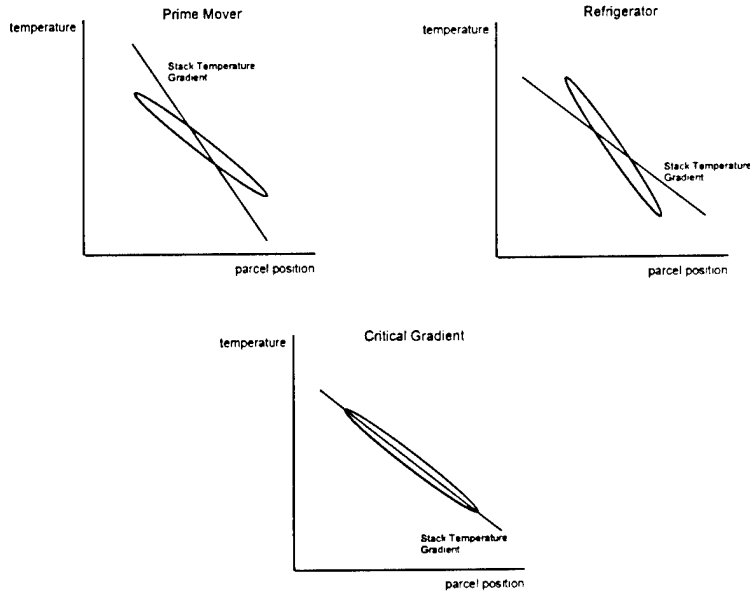 Prime Mover
temperature
Stack Temperature
Gradient
parcel position
Refrigerator
temperature
Stack Temperature
Gradient
parcel position
Critical Gradient
temperature
Stack Temperature
Gradient
parcel position